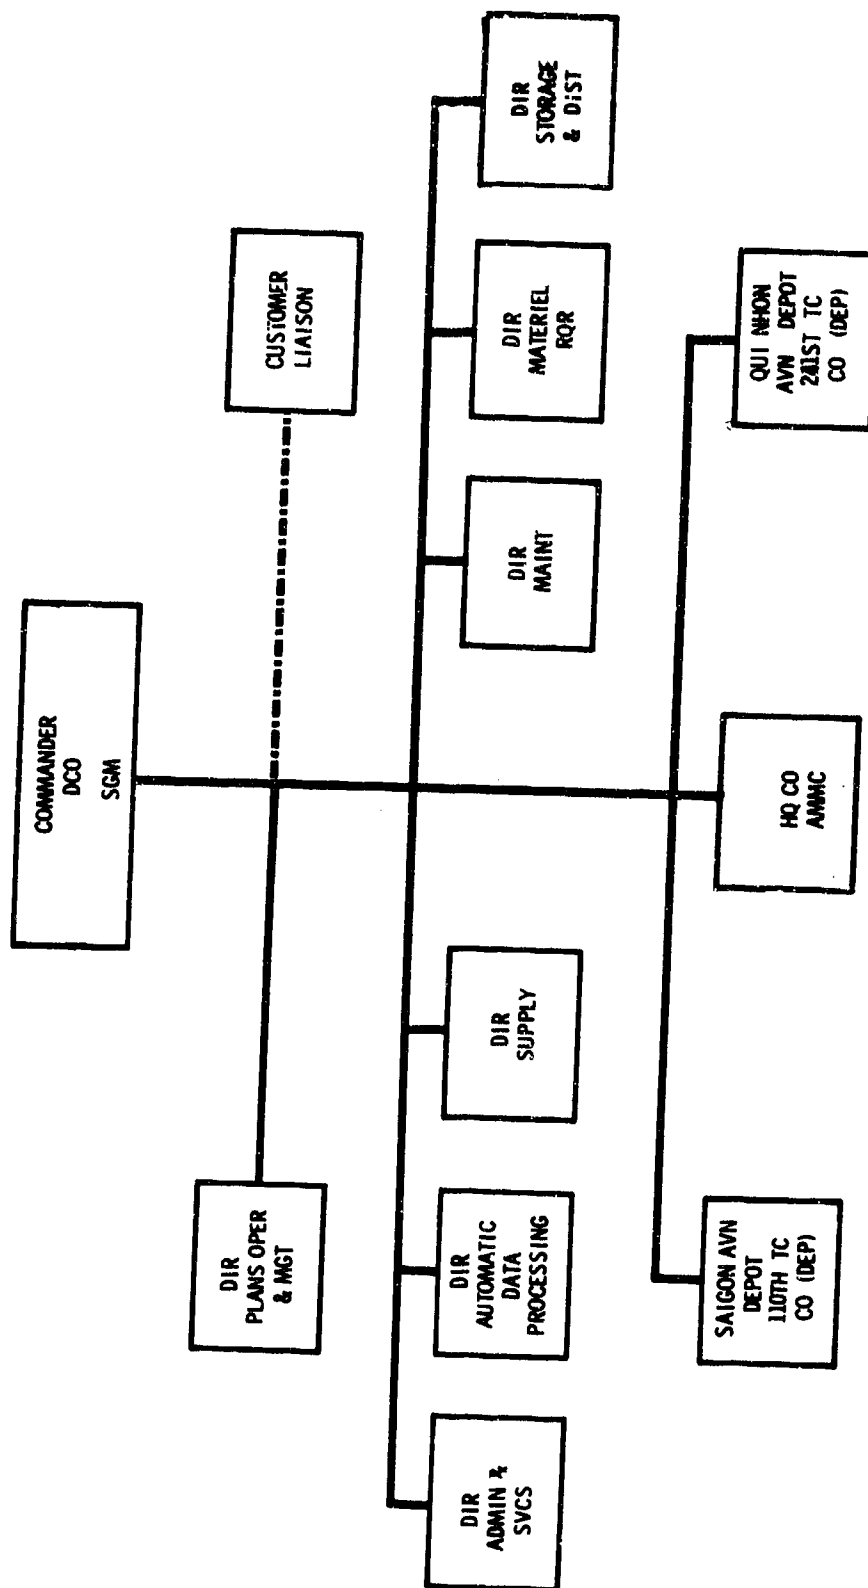 COMMANDER
DCO
SGM
DIR
PLANS OPER
& MGT
CUSTOMER
LIAISON
DIR
ADMIN &
SVCS
DIR
AUTOMATIC
DATA
PROCESSING
DIR
SUPPLY
DIR
MAINT
DIR
MATERIEL
RQR
DIR
STORAGE
& DIST
SAIGON AVN
DEPOT
110TH TC
CO (DEP)
HQ CO
AMMC
QUI NHON
AVN DEPOT
241ST TC
CO (DEP)